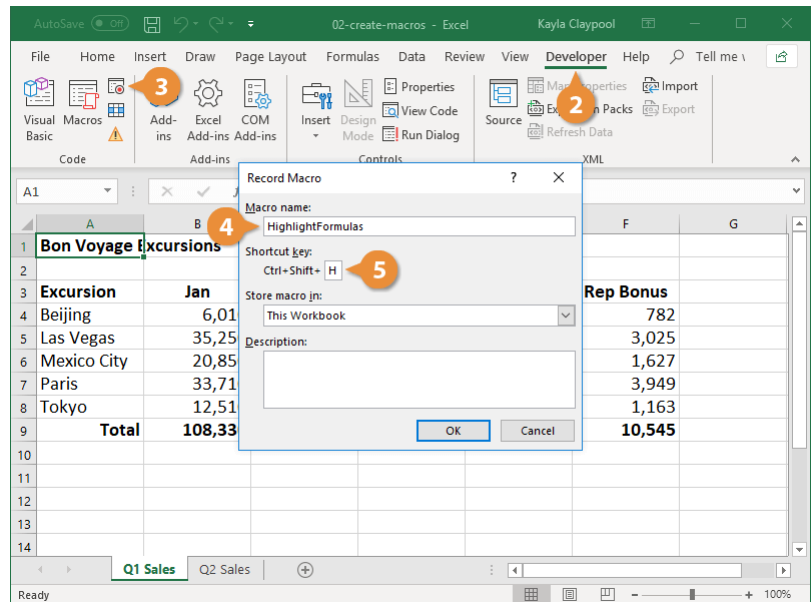 AutoSave Off 02-create-macros - Excel Kayla Claypool
File Home Insert Draw Page Layout Formulas Data Review View Developer Help Tell me
3
2
Visual Basic
Macros
Add-ins
Excel Add-ins
COM Add-ins
Insert
Design Mode
Properties
View Code
Run Dialog
Source
Import
Export
Refresh Data
Code Add-ins Controls XML
A1
Record Macro ? ×
Macro name:
4
HighlightFormulas
Shortcut key:
Ctrl+Shift+ H
5
Store macro in:
This Workbook
Description:
OK Cancel
A B F G
1 Bon Voyage Excursions
2
3 Excursion Jan Rep Bonus
4 Beijing 6,01 782
5 Las Vegas 35,25 3,025
6 Mexico City 20,85 1,627
7 Paris 33,71 3,949
8 Tokyo 12,51 1,163
9 Total 108,33 10,545
10
11
12
13
14
Q1 Sales Q2 Sales
Ready 100%